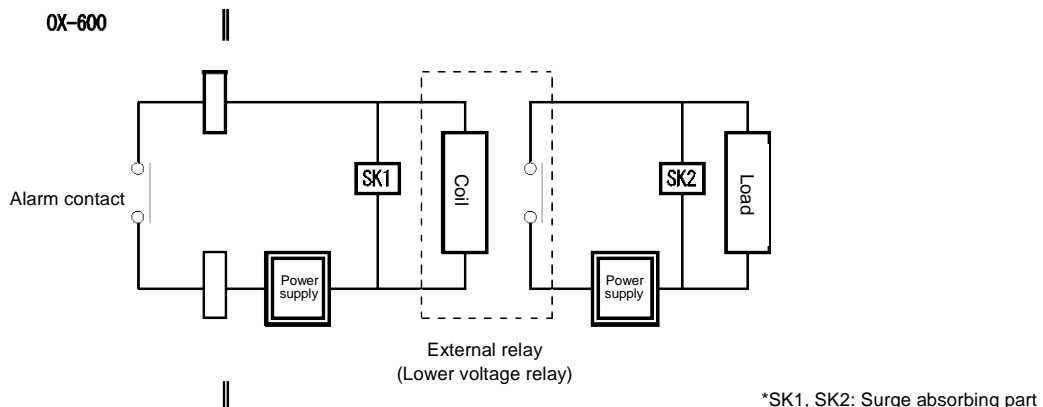 OX-600
Alarm contact
SK1
Coil
SK2
Load
Power
supply
Power
supply
External relay
(Lower voltage relay)
*SK1, SK2: Surge absorbing part